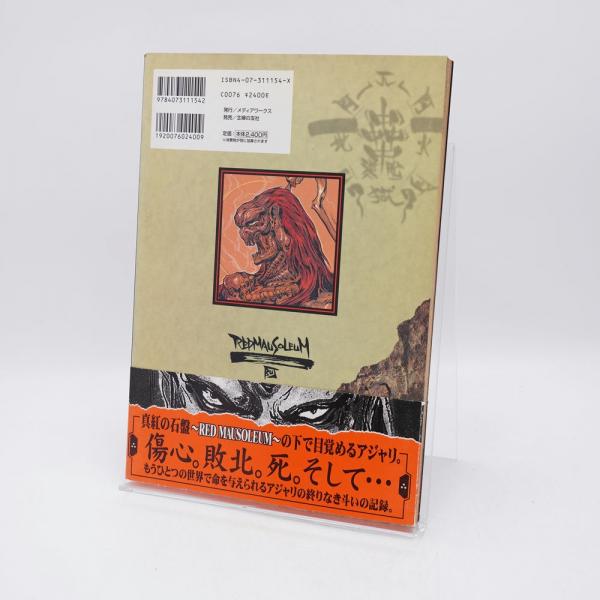 ISBN4-07-311154-X
C0076 ¥2400E
発行／メディアワークス
発売／主婦の友社
定価：本体2,400円
※消費税が別に加算されます
9784073111542
1920076024009
REDMAUSOLEUM
真紅の石盤～RED MAUSOLEUM～の下で目覚めるアジャリ。
傷心。敗北。死。そして…
もうひとつの世界で命を与えられるアジャリの終りなき斗いの記録。